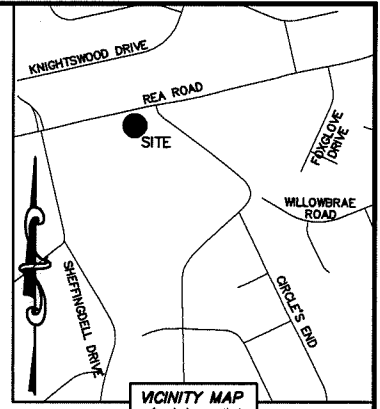 KNIGHTSWOOD DRIVE
REA ROAD
SITE
FOXGLOVE
DRIVE
WILLOWBRAE
ROAD
SHEFFINGDELL DRIVE
CIRCLE'S END
VICINITY MAP